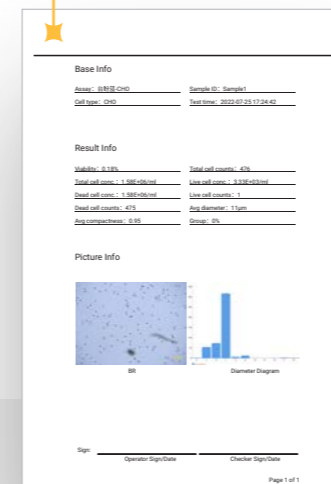 Base Info
Assay: 台盼蓝-CHO Sample ID: Sample1
Cell type: CHO Test time: 2022-07-25 17:24:42
Result Info
Viability: 0.18% Total cell counts: 476
Total cell conc.: 1.58E+06/ml Live cell conc.: 3.33E+03/ml
Dead cell conc.: 1.58E+06/ml Live cell counts: 1
Dead cell counts: 475 Avg diameter: 11μm
Avg compactness: 0.95 Group: 0%
Picture Info
BR Diameter Diagram
Sign:
Operator Sign/Date Checker Sign/Date
Page 1 of 1